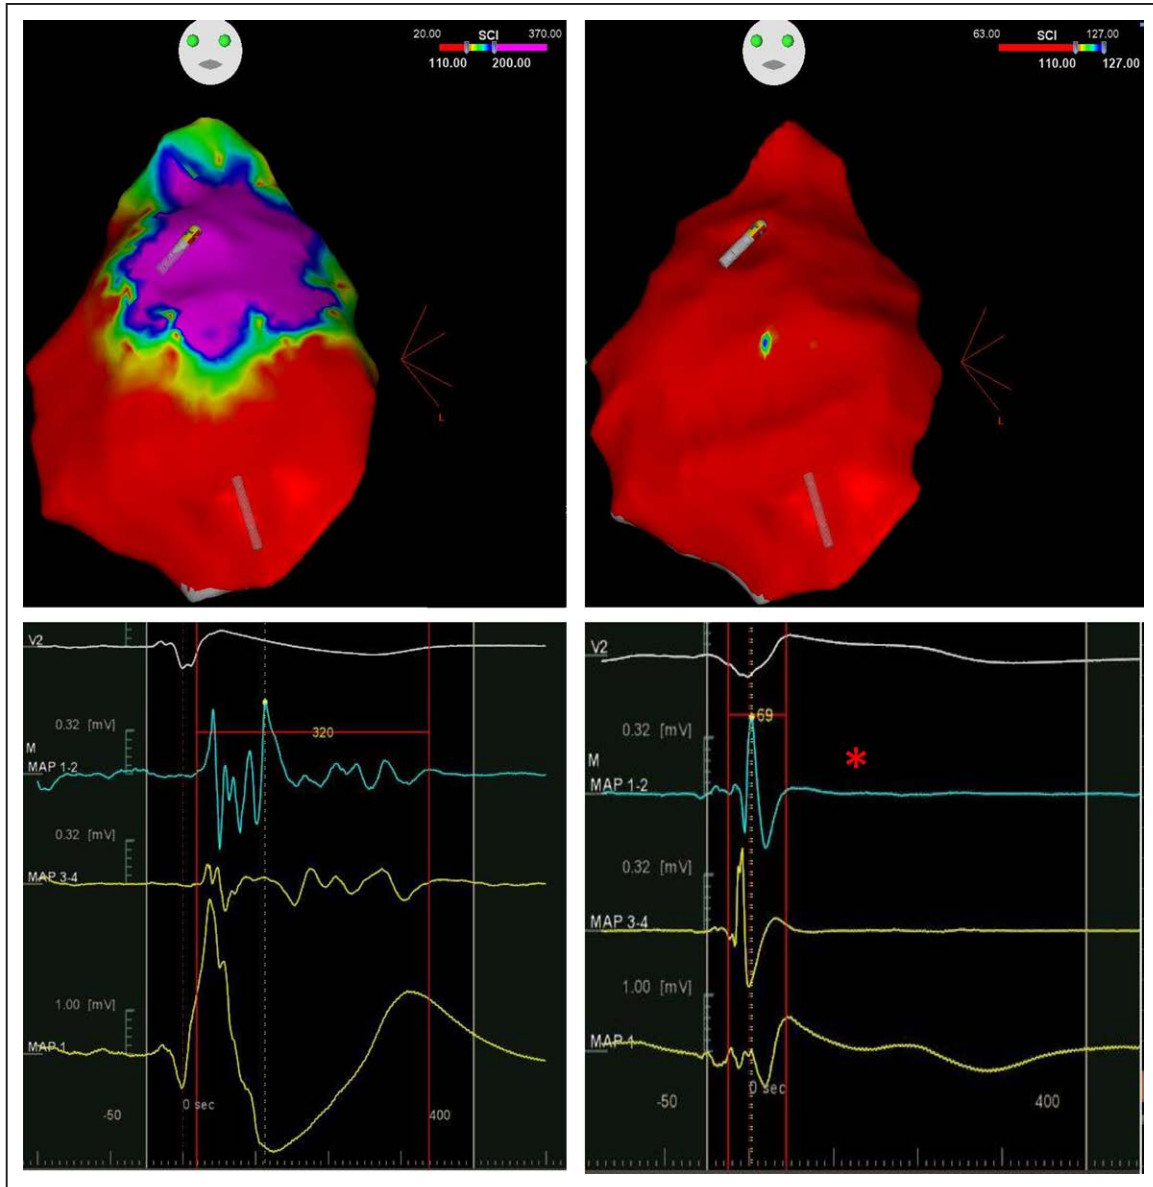 20.00 SCI 370.00
110.00 200.00
63.00 SCI 127.00
110.00 127.00
L
L
V2
0.32 [mV]
320
M
MAP 1-2
0.32 [mV]
MAP 3-4
1.00 [mV]
MAP 1
0 sec
-50
400
V2
0.32 [mV]
69
*
M
MAP 1-2
0.32 [mV]
MAP 3-4
1.00 [mV]
MAP 1
0 sec
-50
400